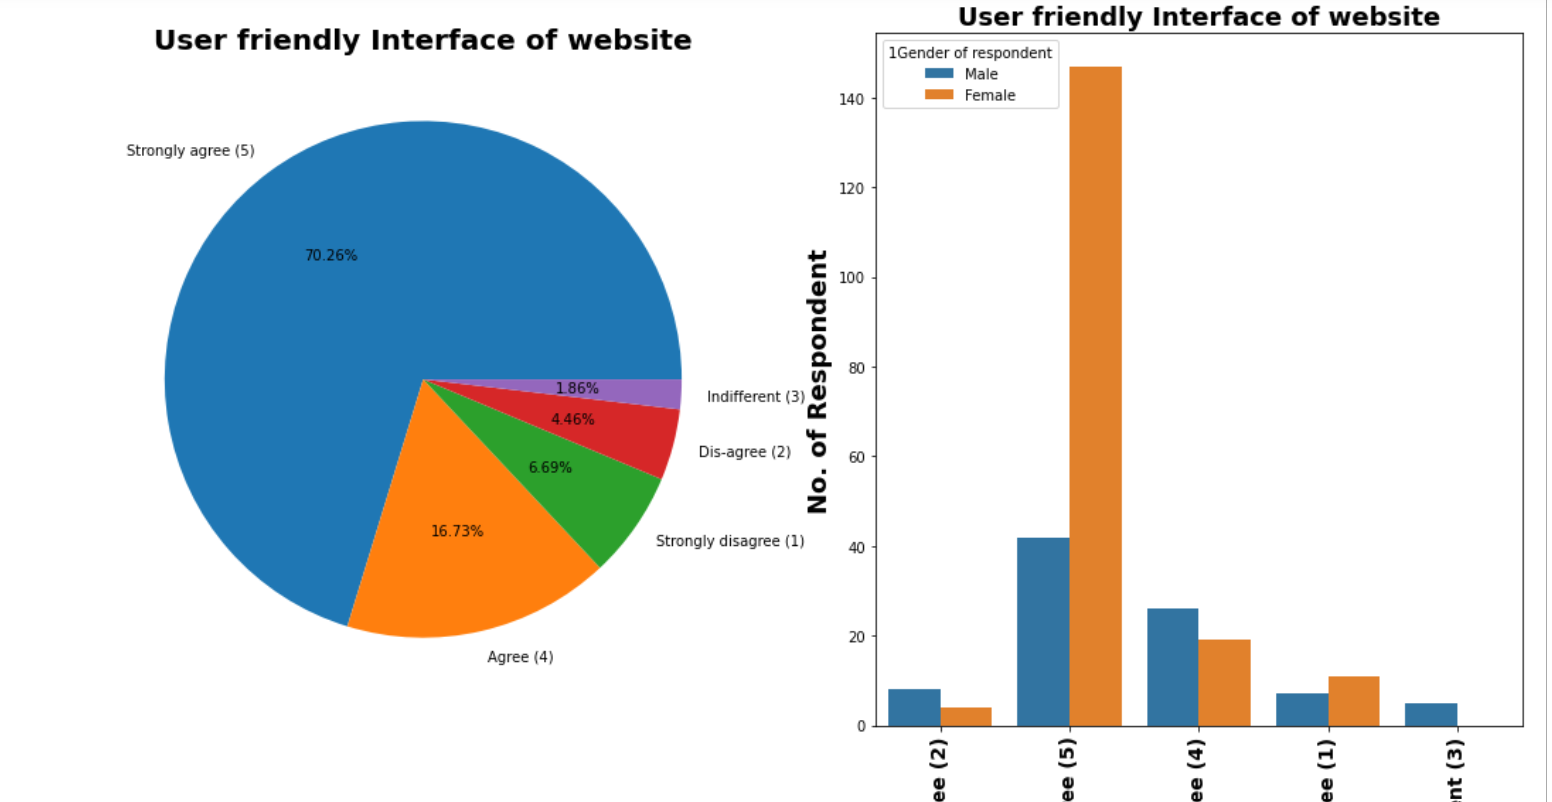 User friendly Interface of website
Strongly agree (5)
70.26%
1.86%
Indifferent (3)
4.46%
Dis-agree (2)
6.69%
Strongly disagree (1)
16.73%
Agree (4)
User friendly Interface of website
1Gender of respondent
Male
Female
No. of Respondent
140
120
100
80
60
40
20
0
ee (2)
ee (5)
ee (4)
ee (1)
nt (3)